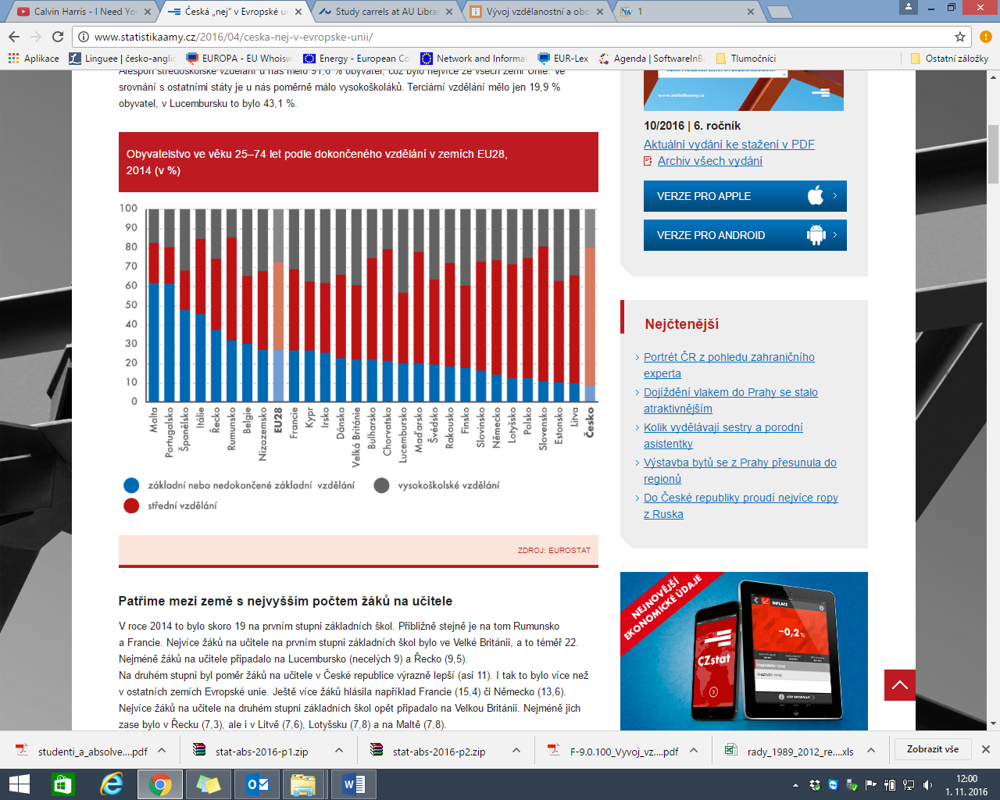 Calvin Harris - I Need Yo
Česká „nej" v Evropské u
Study carrels at AU Libra
Vývoj vzdělanostní a obo
1
www.statistikaamy.cz/2016/04/ceska-nej-v-evropske-unii/
Aplikace
Linguee | česko-anglic
EUROPA - EU Whoisw
Energy - European Co
Network and Informat
EUR-Lex
Agenda | SoftwareInB
Tlumočníci
Ostatní záložky
Alespoň středoškolské vzdělání u nás mělo 91,6 % obyvatel, což bylo nejvíce ze všech zemí Unie. Ve
srovnání s ostatními státy je u nás poměrně málo vysokoškoláků. Terciární vzdělání mělo jen 19,9 %
obyvatel, v Lucembursku to bylo 43,1 %.
Obyvatelstvo ve věku 25–74 let podle dokončeného vzdělání v zemích EU28,
2014 (v %)
100
90
80
70
60
50
40
30
20
10
0
Malta
Portugalsko
Španělsko
Itálie
Řecko
Rumunsko
Belgie
Nizozemsko
EU28
Francie
Kypr
Irsko
Dánsko
Velká Británie
Bulharsko
Chorvatsko
Lucembursko
Maďarsko
Švédsko
Rakousko
Finsko
Slovinsko
Německo
Lotyšsko
Polsko
Slovensko
Estonsko
Litva
Česko
základní nebo nedokončené základní vzdělání
vysokoškolské vzdělání
střední vzdělání
ZDROJ: EUROSTAT
Patříme mezi země s nejvyšším počtem žáků na učitele
V roce 2014 to bylo skoro 19 na prvním stupni základních škol. Přibližně stejně je na tom Rumunsko
a Francie. Nejvíce žáků na učitele na prvním stupni základních škol bylo ve Velké Británii, a to téměř 22.
Nejméně žáků na učitele připadalo na Lucembursko (necelých 9) a Řecko (9,5).
Na druhém stupni byl poměr žáků na učitele v České republice výrazně lepší (asi 11). I tak to bylo více než
v ostatních zemích Evropské unie. Ještě více žáků hlásila například Francie (15,4) či Německo (13,6).
Nejvíce žáků na učitele na druhém stupni základních škol opět připadalo na Velkou Británii. Nejméně jich
zase bylo v Řecku (7,3), ale i v Litvě (7,6), Lotyšsku (7,8) a na Maltě (7,8).
www.statistikaamy.cz
10/2016 | 6. ročník
Aktuální vydání ke stažení v PDF
Archiv všech vydání
VERZE PRO APPLE
VERZE PRO ANDROID
Nejčtenější
Portrét ČR z pohledu zahraničního
experta
Dojíždění vlakem do Prahy se stalo
atraktivnějším
Kolik vydělávají sestry a porodní
asistentky
Výstavba bytů se z Prahy přesunula do
regionů
Do České republiky proudí nejvíce ropy
z Ruska
NEJNOVĚJŠÍ
EKONOMICKÉ ÚDAJE
CZstat
INFLACE
-0,2 %
studenti_a_absolve....pdf
stat-abs-2016-p1.zip
stat-abs-2016-p2.zip
F-9.0.100_Vyvoj_vz....pdf
rady_1989_2012_re....xls
Zobrazit vše
12:00
1. 11. 2016